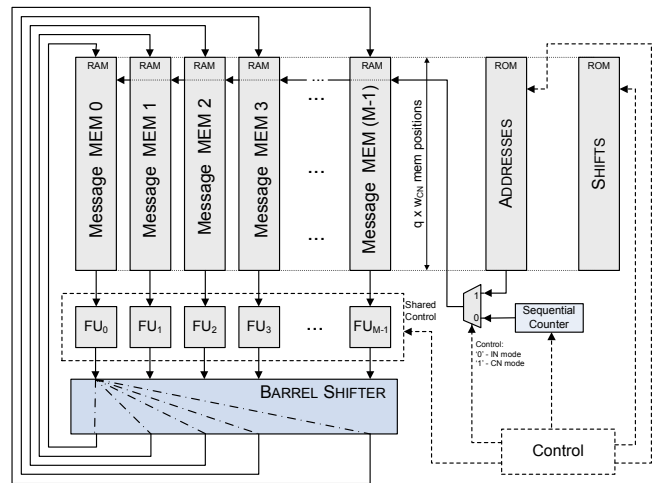 RAM RAM RAM RAM RAM ROM ROM
Message MEM 0
Message MEM 1
Message MEM 2
Message MEM 3
...
...
...
...
Message MEM (M-1)
q x wCN mem positions
ADDRESSES
SHIFTS
FU0 FU1 FU2 FU3 ... FUM-1
Shared
Control
1
0
Sequential
Counter
Control:
'0' - IN mode
'1' - CN mode
BARREL SHIFTER
Control